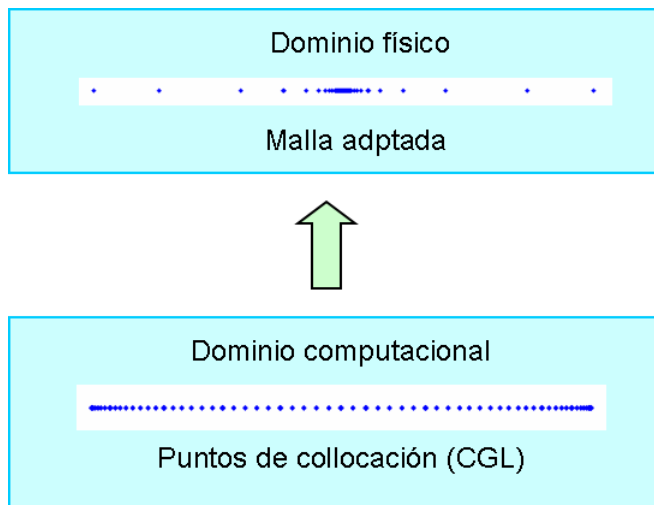 Dominio físico
Malla adptada
Dominio computacional
Puntos de collocación (CGL)